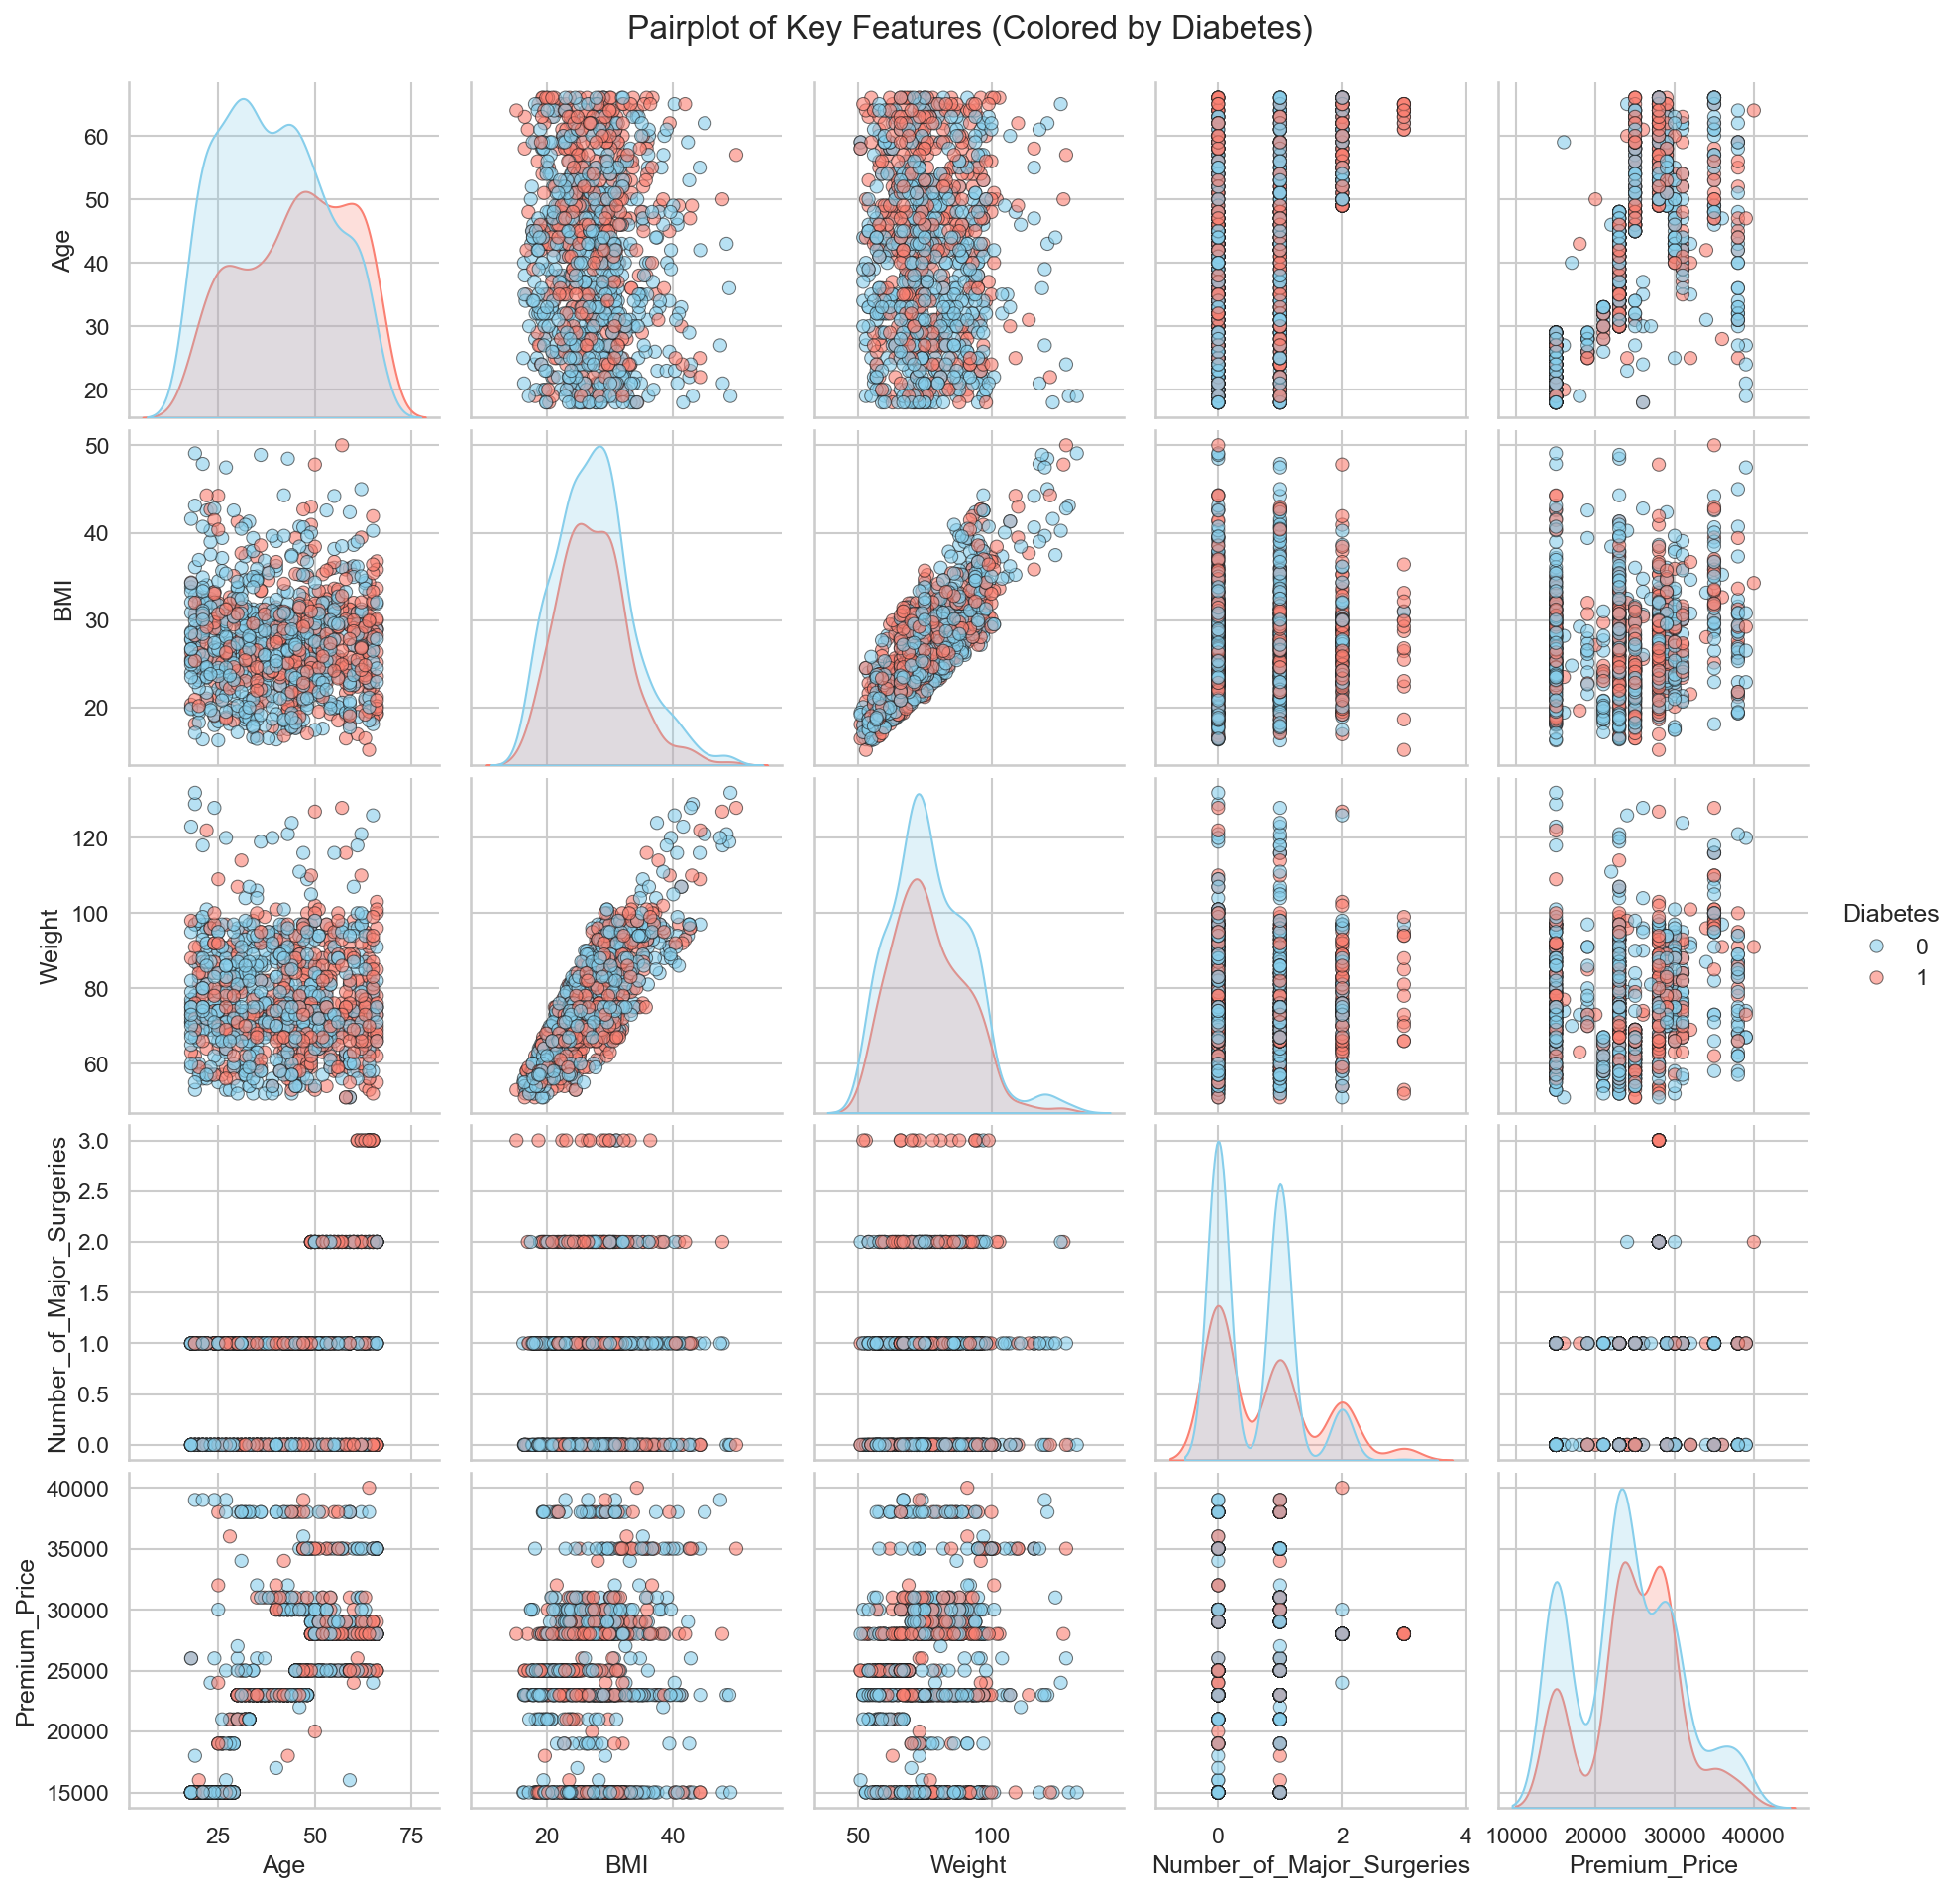 Pairplot of Key Features (Colored by Diabetes)
Age
60
50
40
30
20
BMI
50
40
30
20
Weight
120
100
80
60
Number_of_Major_Surgeries
3.0
2.5
2.0
1.5
1.0
0.5
0.0
Premium_Price
40000
35000
30000
25000
20000
15000
25 50 75
20 40
50 100
0 2 4
10000 20000 30000 40000
Age BMI Weight Number_of_Major_Surgeries Premium_Price
Diabetes
0
1